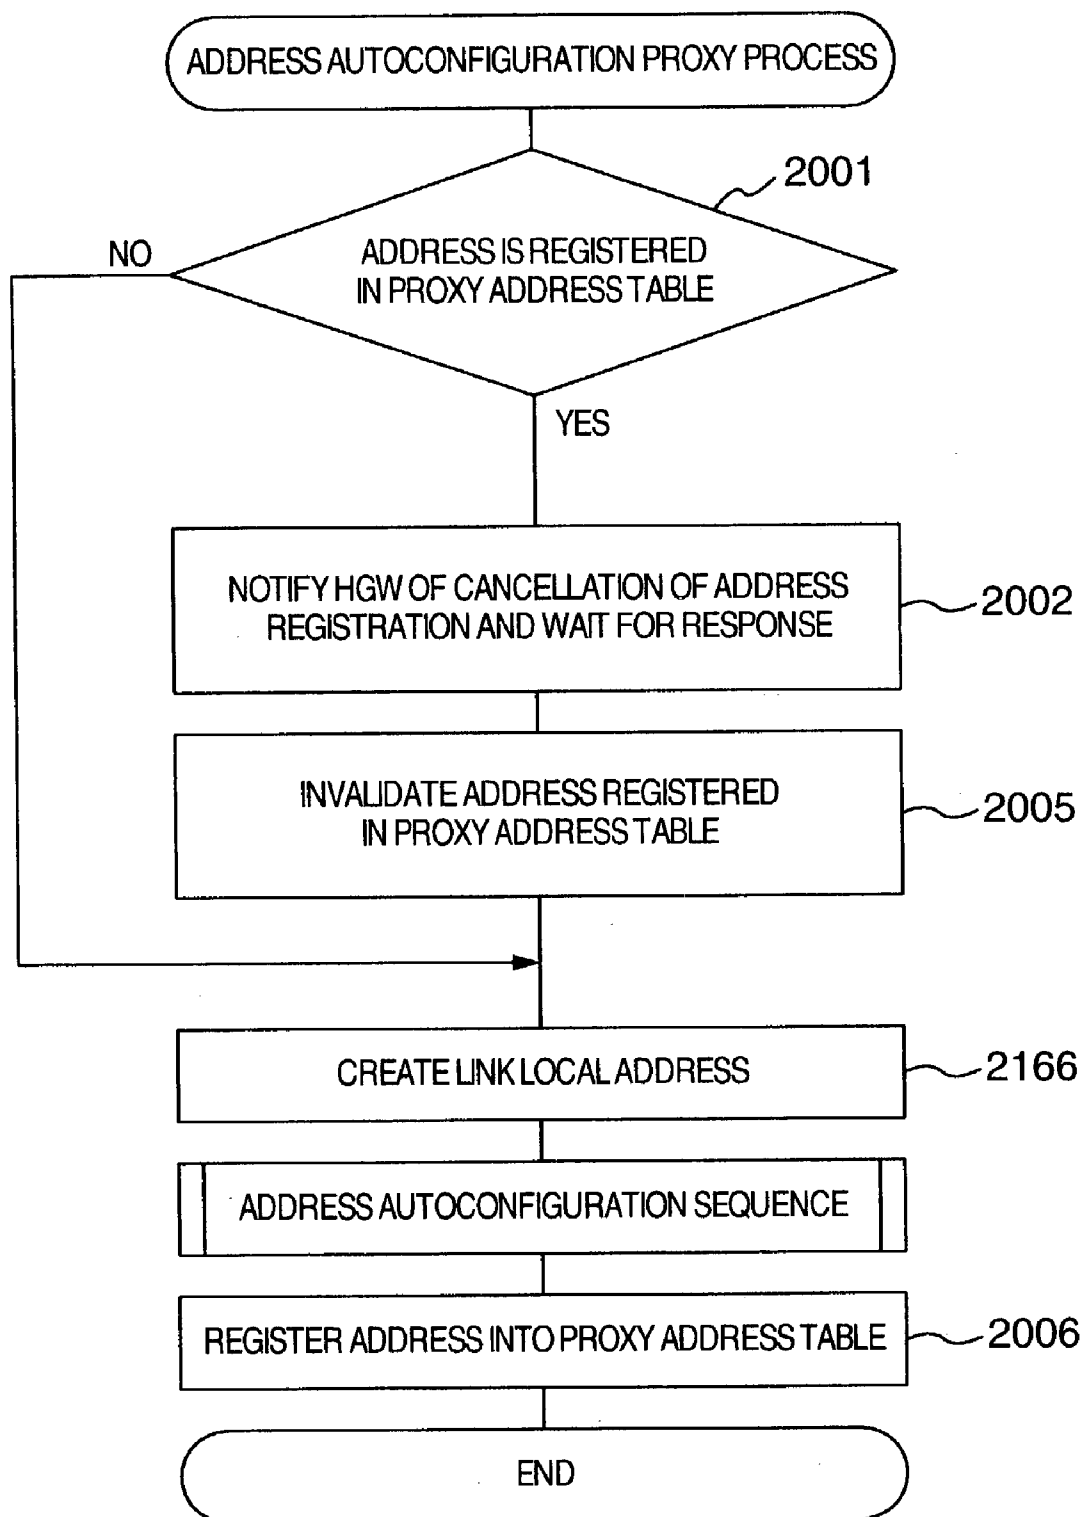 ADDRESS AUTOCONFIGURATION PROXY PROCESS
2001
NO
ADDRESS IS REGISTERED
IN PROXY ADDRESS TABLE
YES
NOTIFY HGW OF CANCELLATION OF ADDRESS
REGISTRATION AND WAIT FOR RESPONSE
2002
INVALIDATE ADDRESS REGISTERED
IN PROXY ADDRESS TABLE
2005
CREATE LINK LOCAL ADDRESS
2166
ADDRESS AUTOCONFIGURATION SEQUENCE
REGISTER ADDRESS INTO PROXY ADDRESS TABLE
2006
END